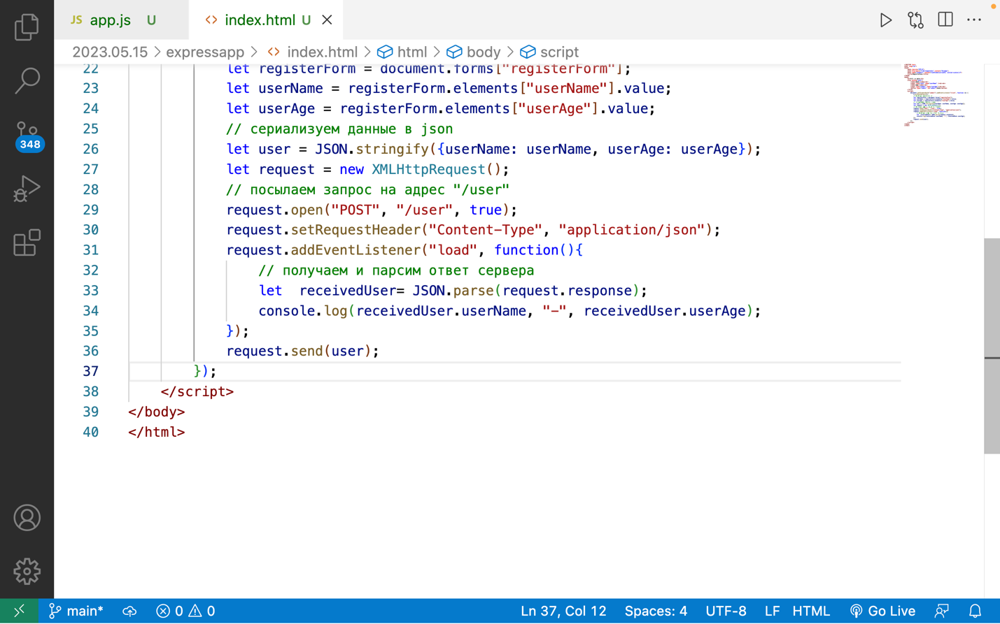 JS app.js U
<> index.html U
2023.05.15 > expressapp > <> index.html > html > body > script
22 let registerForm = document.forms["registerForm"];
23 let userName = registerForm.elements["userName"].value;
24 let userAge = registerForm.elements["userAge"].value;
25 // сериализуем данные в json
26 let user = JSON.stringify({userName: userName, userAge: userAge});
27 let request = new XMLHttpRequest();
28 // посылаем запрос на адрес "/user"
29 request.open("POST", "/user", true);
30 request.setRequestHeader("Content-Type", "application/json");
31 request.addEventListener("load", function(){
32 // получаем и парсим ответ сервера
33 let  receivedUser= JSON.parse(request.response);
34 console.log(receivedUser.userName, "-", receivedUser.userAge);
35 });
36 request.send(user);
37 });
38 </script>
39 </body>
40 </html>
348
main* 0 0 Ln 37, Col 12 Spaces: 4 UTF-8 LF HTML Go Live